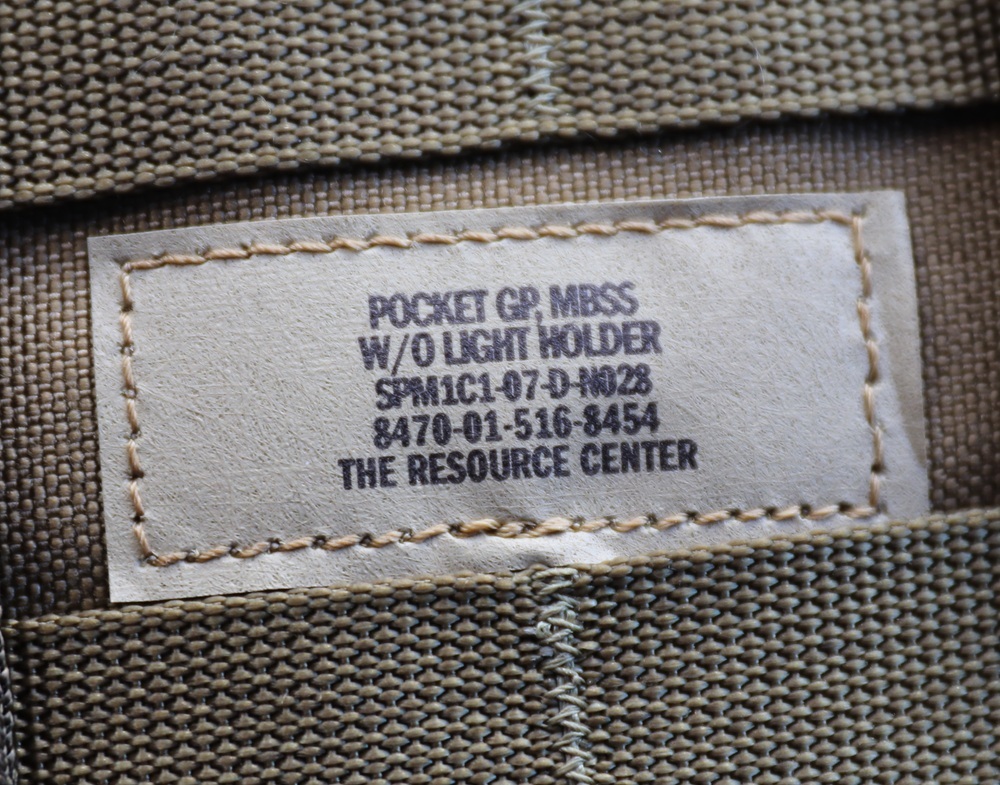 POCKET GP, MBSS
W/O LIGHT HOLDER
SPM1C1-07-D-N028
8470-01-516-8454
THE RESOURCE CENTER